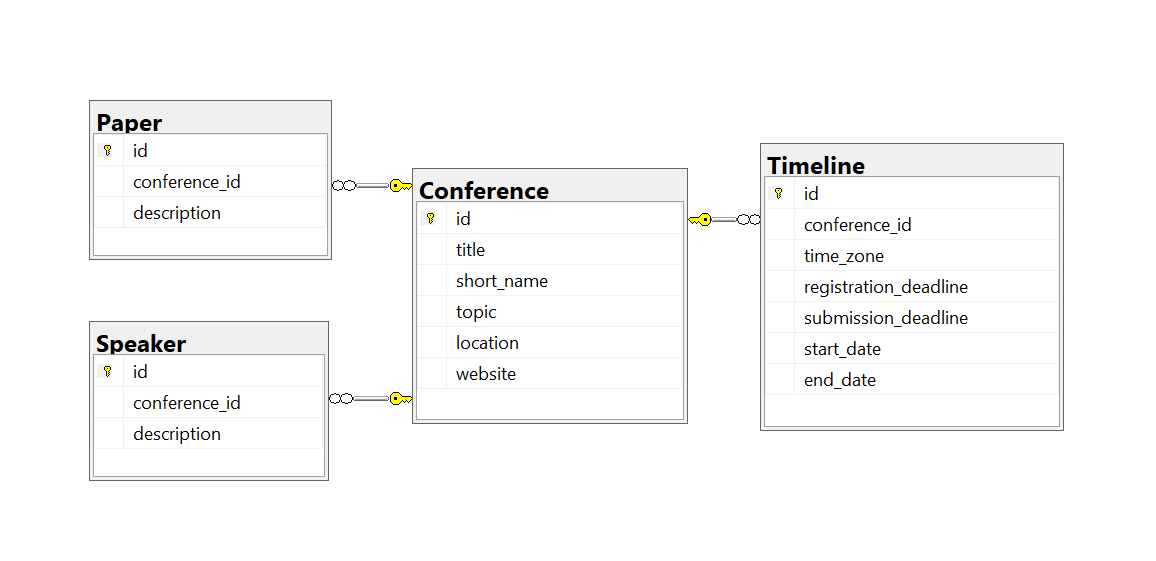 Paper
id
conference_id
description
Speaker
id
conference_id
description
Conference
id
title
short_name
topic
location
website
Timeline
id
conference_id
time_zone
registration_deadline
submission_deadline
start_date
end_date